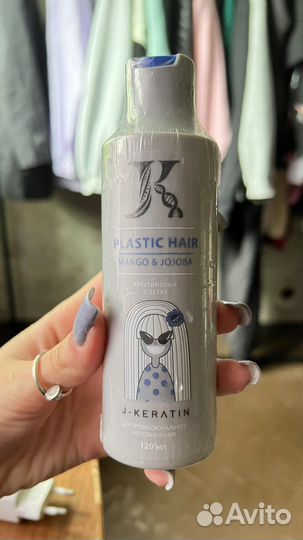 K
PLASTIC HAIR
MANGO & JOJOBA
КЕРАТИНОВЫЙ
СОСТАВ
J-KERATIN
ДЛЯ ПРОФЕССИОНАЛЬНОГО
ИСПОЛЬЗОВАНИЯ
120 МЛ
Avito